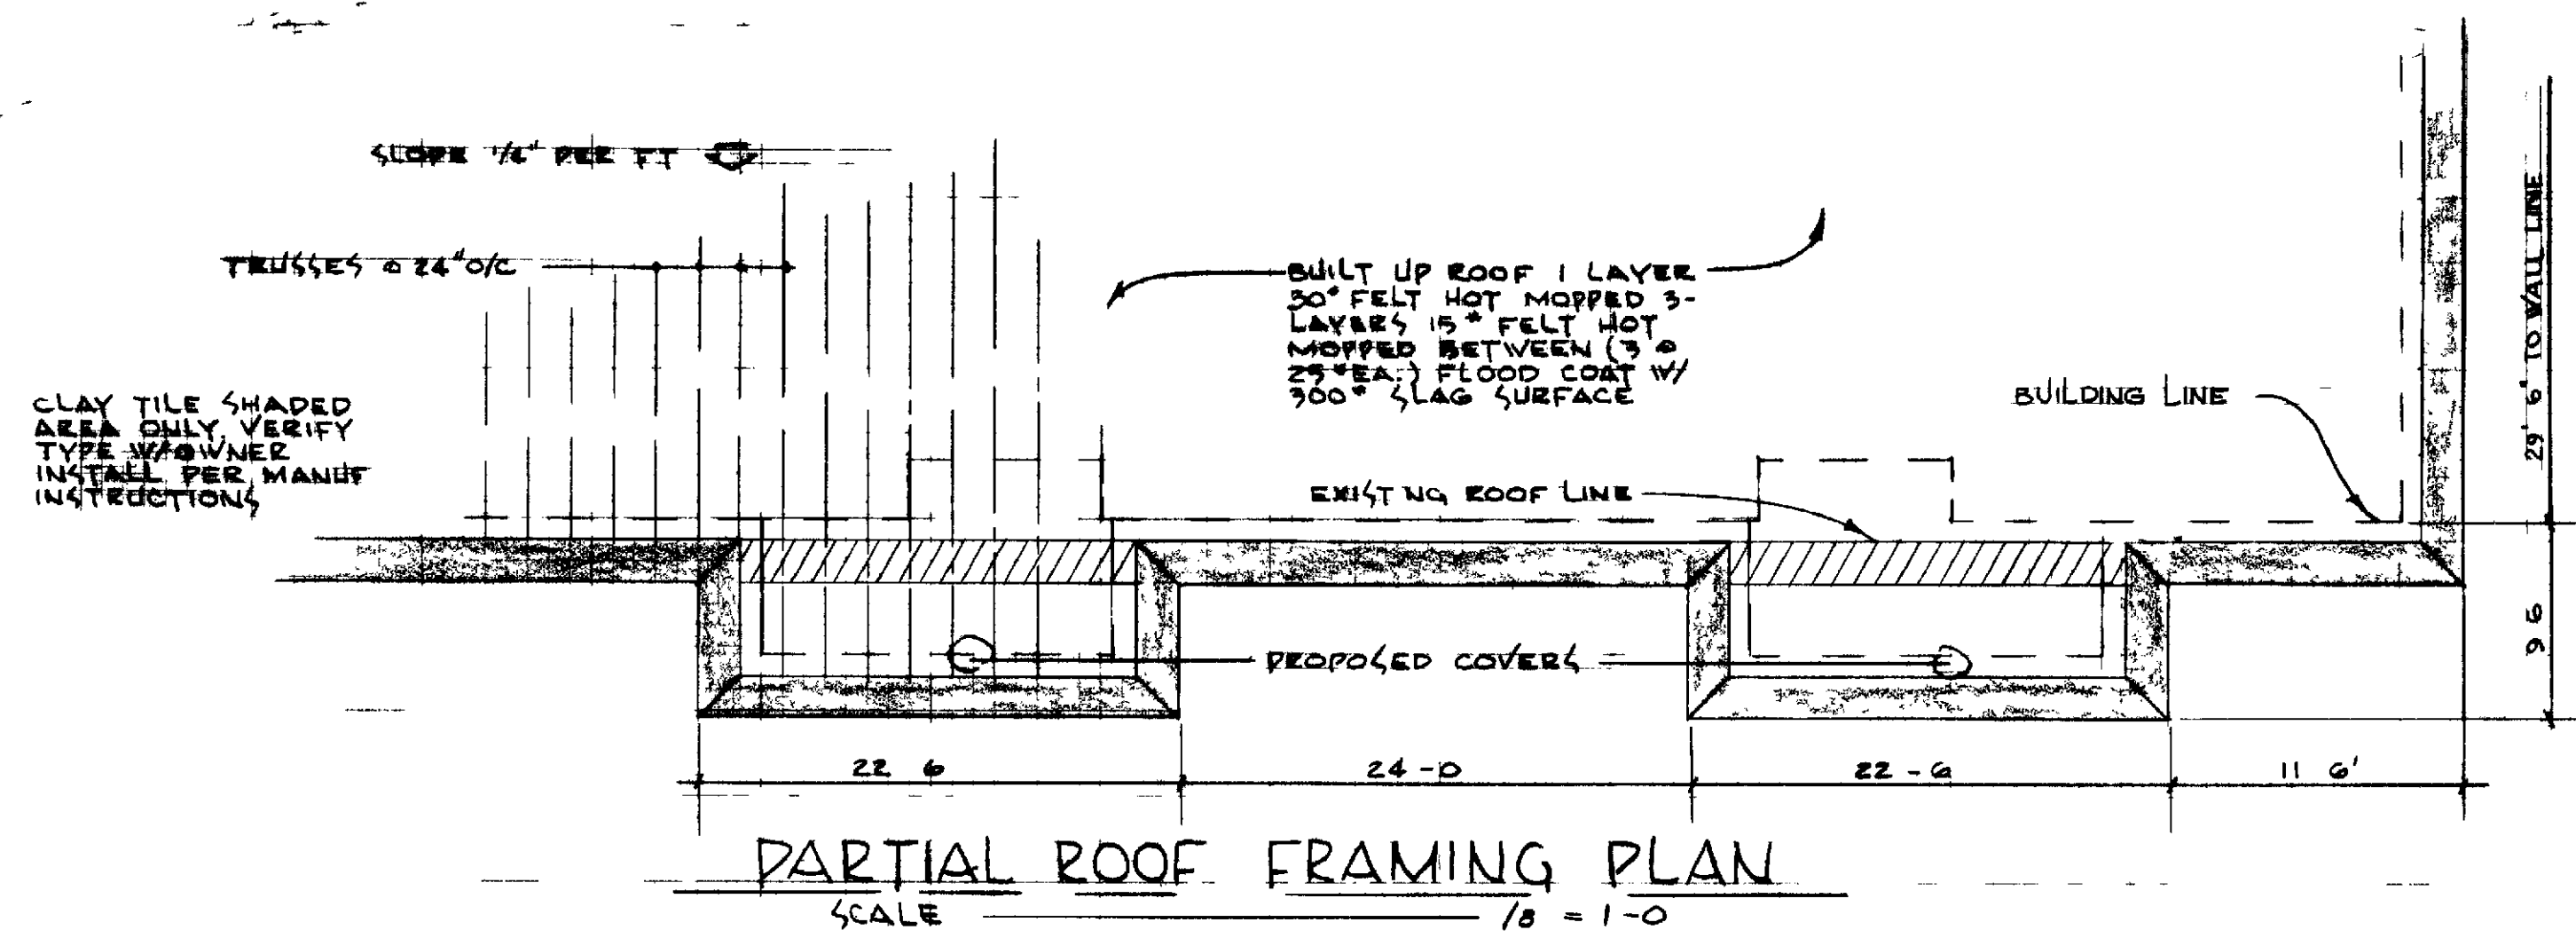 SLOPE 1/4" PER FT
TRUSSES @ 24" O/C
CLAY TILE SHADED
AREA ONLY, VERIFY
TYPE W/OWNER
INSTALL PER MANUF
INSTRUCTIONS
BUILT UP ROOF 1 LAYER
30# FELT HOT MOPPED 3-
LAYERS 15# FELT HOT
MOPPED BETWEEN (3 @
25# EA.) FLOOD COAT W/
300# SLAG SURFACE
BUILDING LINE
EXIST NG ROOF LINE
PROPOSED COVERS
29' 6" TO WALL LINE
9 6
22 6
24 - 0
22 - 6
11 6'
PARTIAL ROOF FRAMING PLAN
SCALE /8 = 1-0